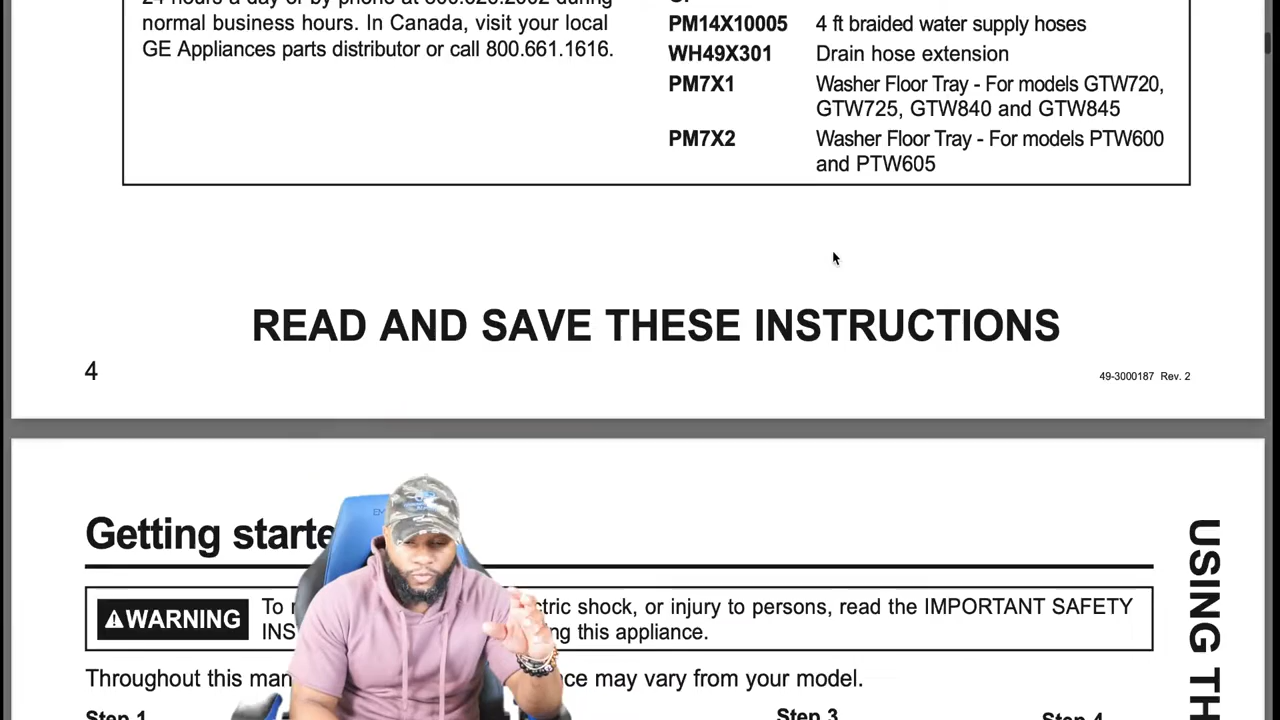 normal business hours. In Canada, visit your local
GE Appliances parts distributor or call 800.661.1616.
PM14X10005 4 ft braided water supply hoses
WH49X301 Drain hose extension
PM7X1 Washer Floor Tray - For models GTW720,
GTW725, GTW840 and GTW845
PM7X2 Washer Floor Tray - For models PTW600
and PTW605
READ AND SAVE THESE INSTRUCTIONS
4
49-3000187 Rev. 2
Getting starte
WARNING
To r
tric shock, or injury to persons, read the IMPORTANT SAFETY
INS
ng this appliance.
Throughout this man
ce may vary from your model.
Step 1
Step 3
Step 4
USING TH